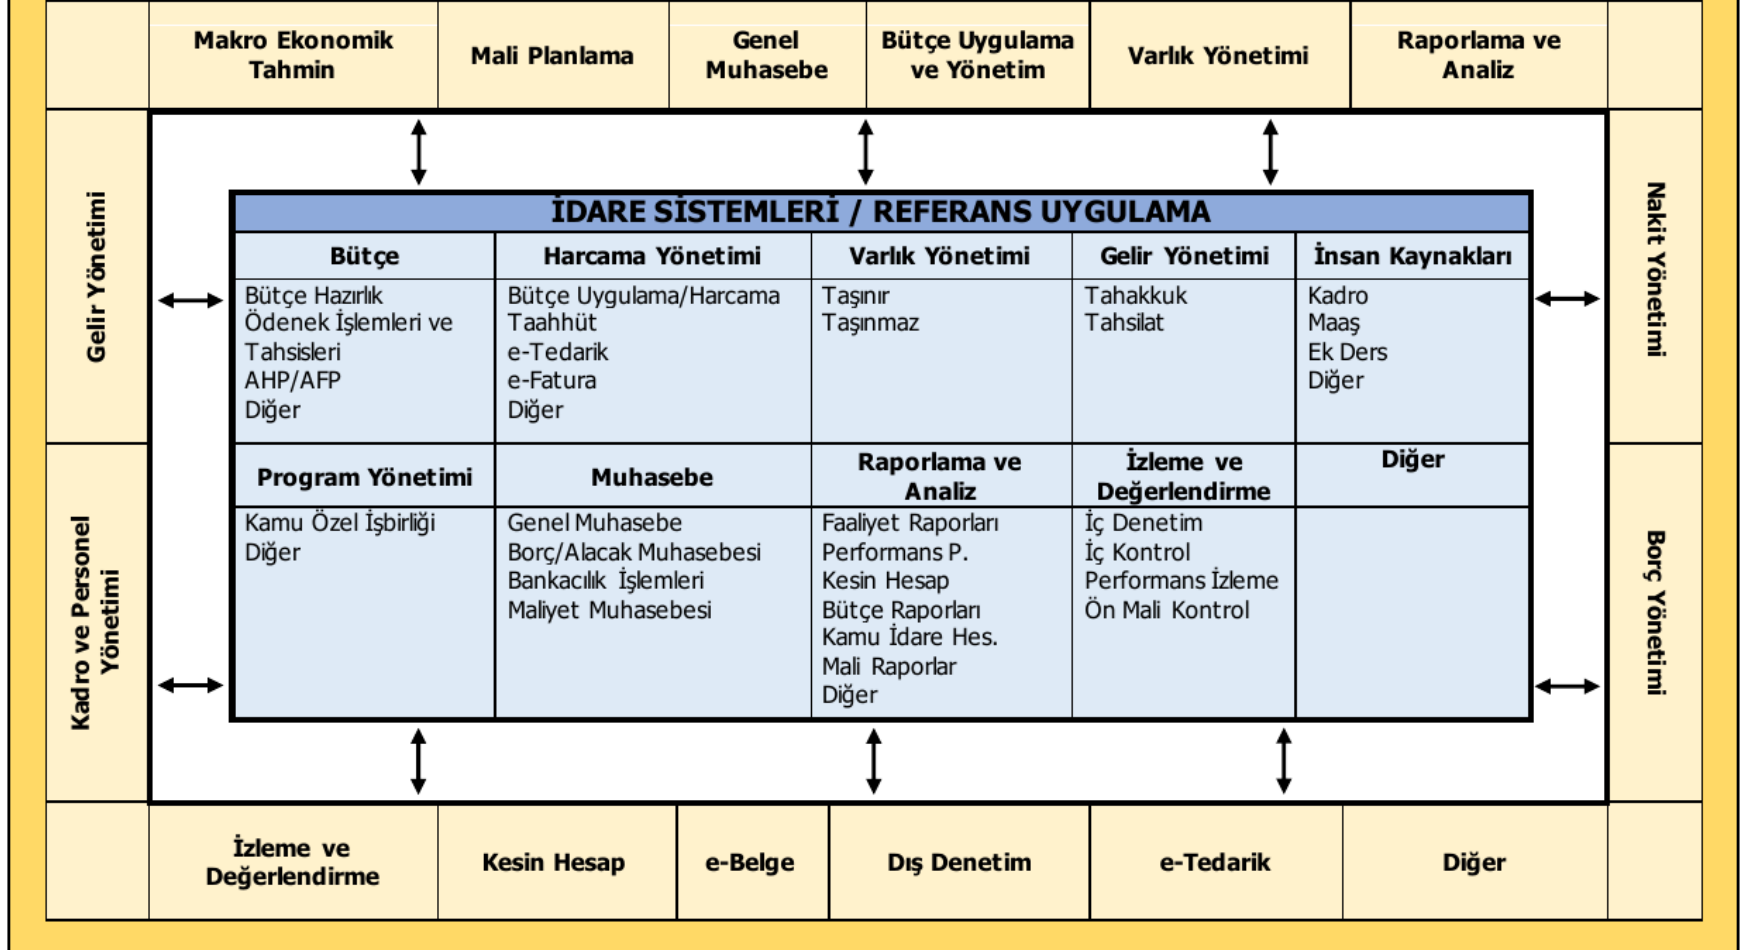 Makro Ekonomik
Tahmin
Mali Planlama
Genel
Muhasebe
Bütçe Uygulama
ve Yönetim
Varlık Yönetimi
Raporlama ve
Analiz
Gelir Yönetimi
Kadro ve Personel
Yönetimi
İDARE SİSTEMLERİ / REFERANS UYGULAMA
Bütçe
Harcama Yönetimi
Varlık Yönetimi
Gelir Yönetimi
İnsan Kaynakları
Bütçe Hazırlık
Ödenek İşlemleri ve
Tahsisleri
AHP/AFP
Diğer
Bütçe Uygulama/Harcama
Taahhüt
e-Tedarik
e-Fatura
Diğer
Taşınır
Taşınmaz
Tahakkuk
Tahsilat
Kadro
Maaş
Ek Ders
Diğer
Program Yönetimi
Muhasebe
Raporlama ve
Analiz
İzleme ve
Değerlendirme
Diğer
Kamu Özel İşbirliği
Diğer
Genel Muhasebe
Borç/Alacak Muhasebesi
Bankacılık İşlemleri
Maliyet Muhasebesi
Faaliyet Raporları
Performans P.
Kesin Hesap
Bütçe Raporları
Kamu İdare Hes.
Mali Raporlar
Diğer
İç Denetim
İç Kontrol
Performans İzleme
Ön Mali Kontrol
Nakit Yönetimi
Borç Yönetimi
İzleme ve
Değerlendirme
Kesin Hesap
e-Belge
Dış Denetim
e-Tedarik
Diğer